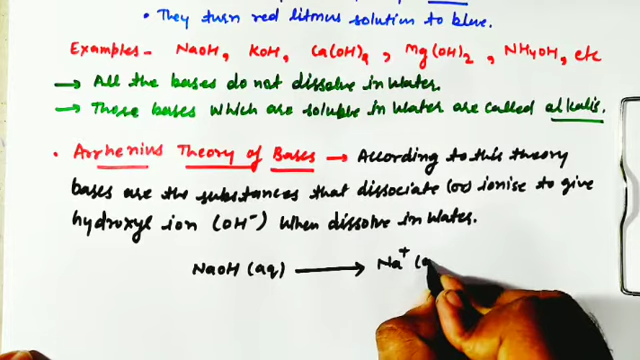 • They turn red litmus solution to blue.
Examples - NaOH, KOH, Ca(OH)2, Mg(OH)2, NH4OH, etc
→ All the bases do not dissolve in water.
→ Those bases which are soluble in water are called alkalis.
• Arrhenius Theory of Bases → According to this theory
bases are the substances that dissociate (or) ionise to give
hydroxyl ion (OH⁻) when dissolve in water.
NaOH (aq) → Na⁺ (a